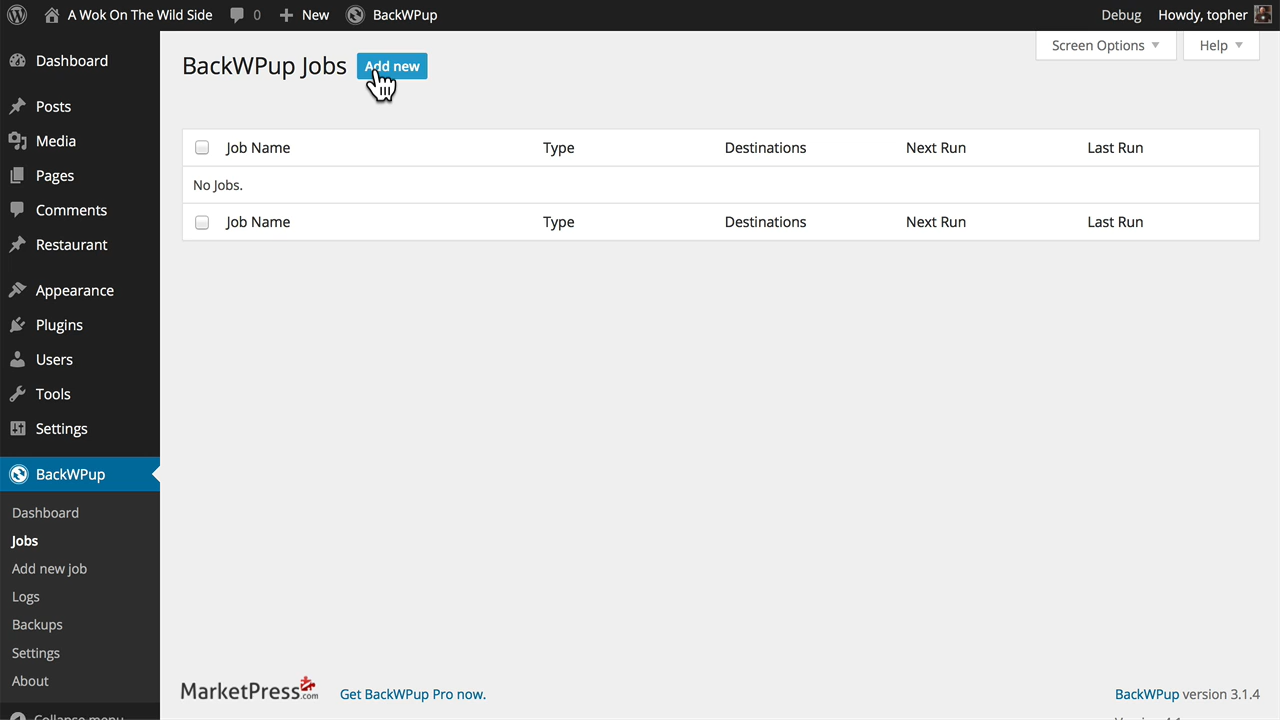 A Wok On The Wild Side 0 New BackWPup Debug Howdy, topher
Dashboard
Posts
Media
Pages
Comments
Restaurant
Appearance
Plugins
Users
Tools
Settings
BackWPup
Dashboard
Jobs
Add new job
Logs
Backups
Settings
About
Collapse menu
Screen Options Help
BackWPup Jobs Add new
Job Name Type Destinations Next Run Last Run
No Jobs.
Job Name Type Destinations Next Run Last Run
MarketPress.com Get BackWPup Pro now. BackWPup version 3.1.4